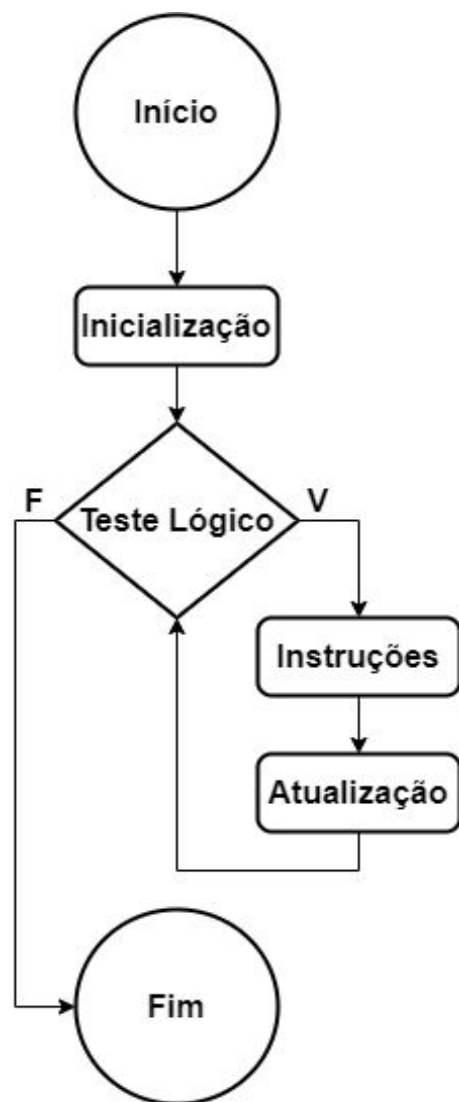 Início
Inicialização
F
Teste Lógico
V
Instruções
Atualização
Fim